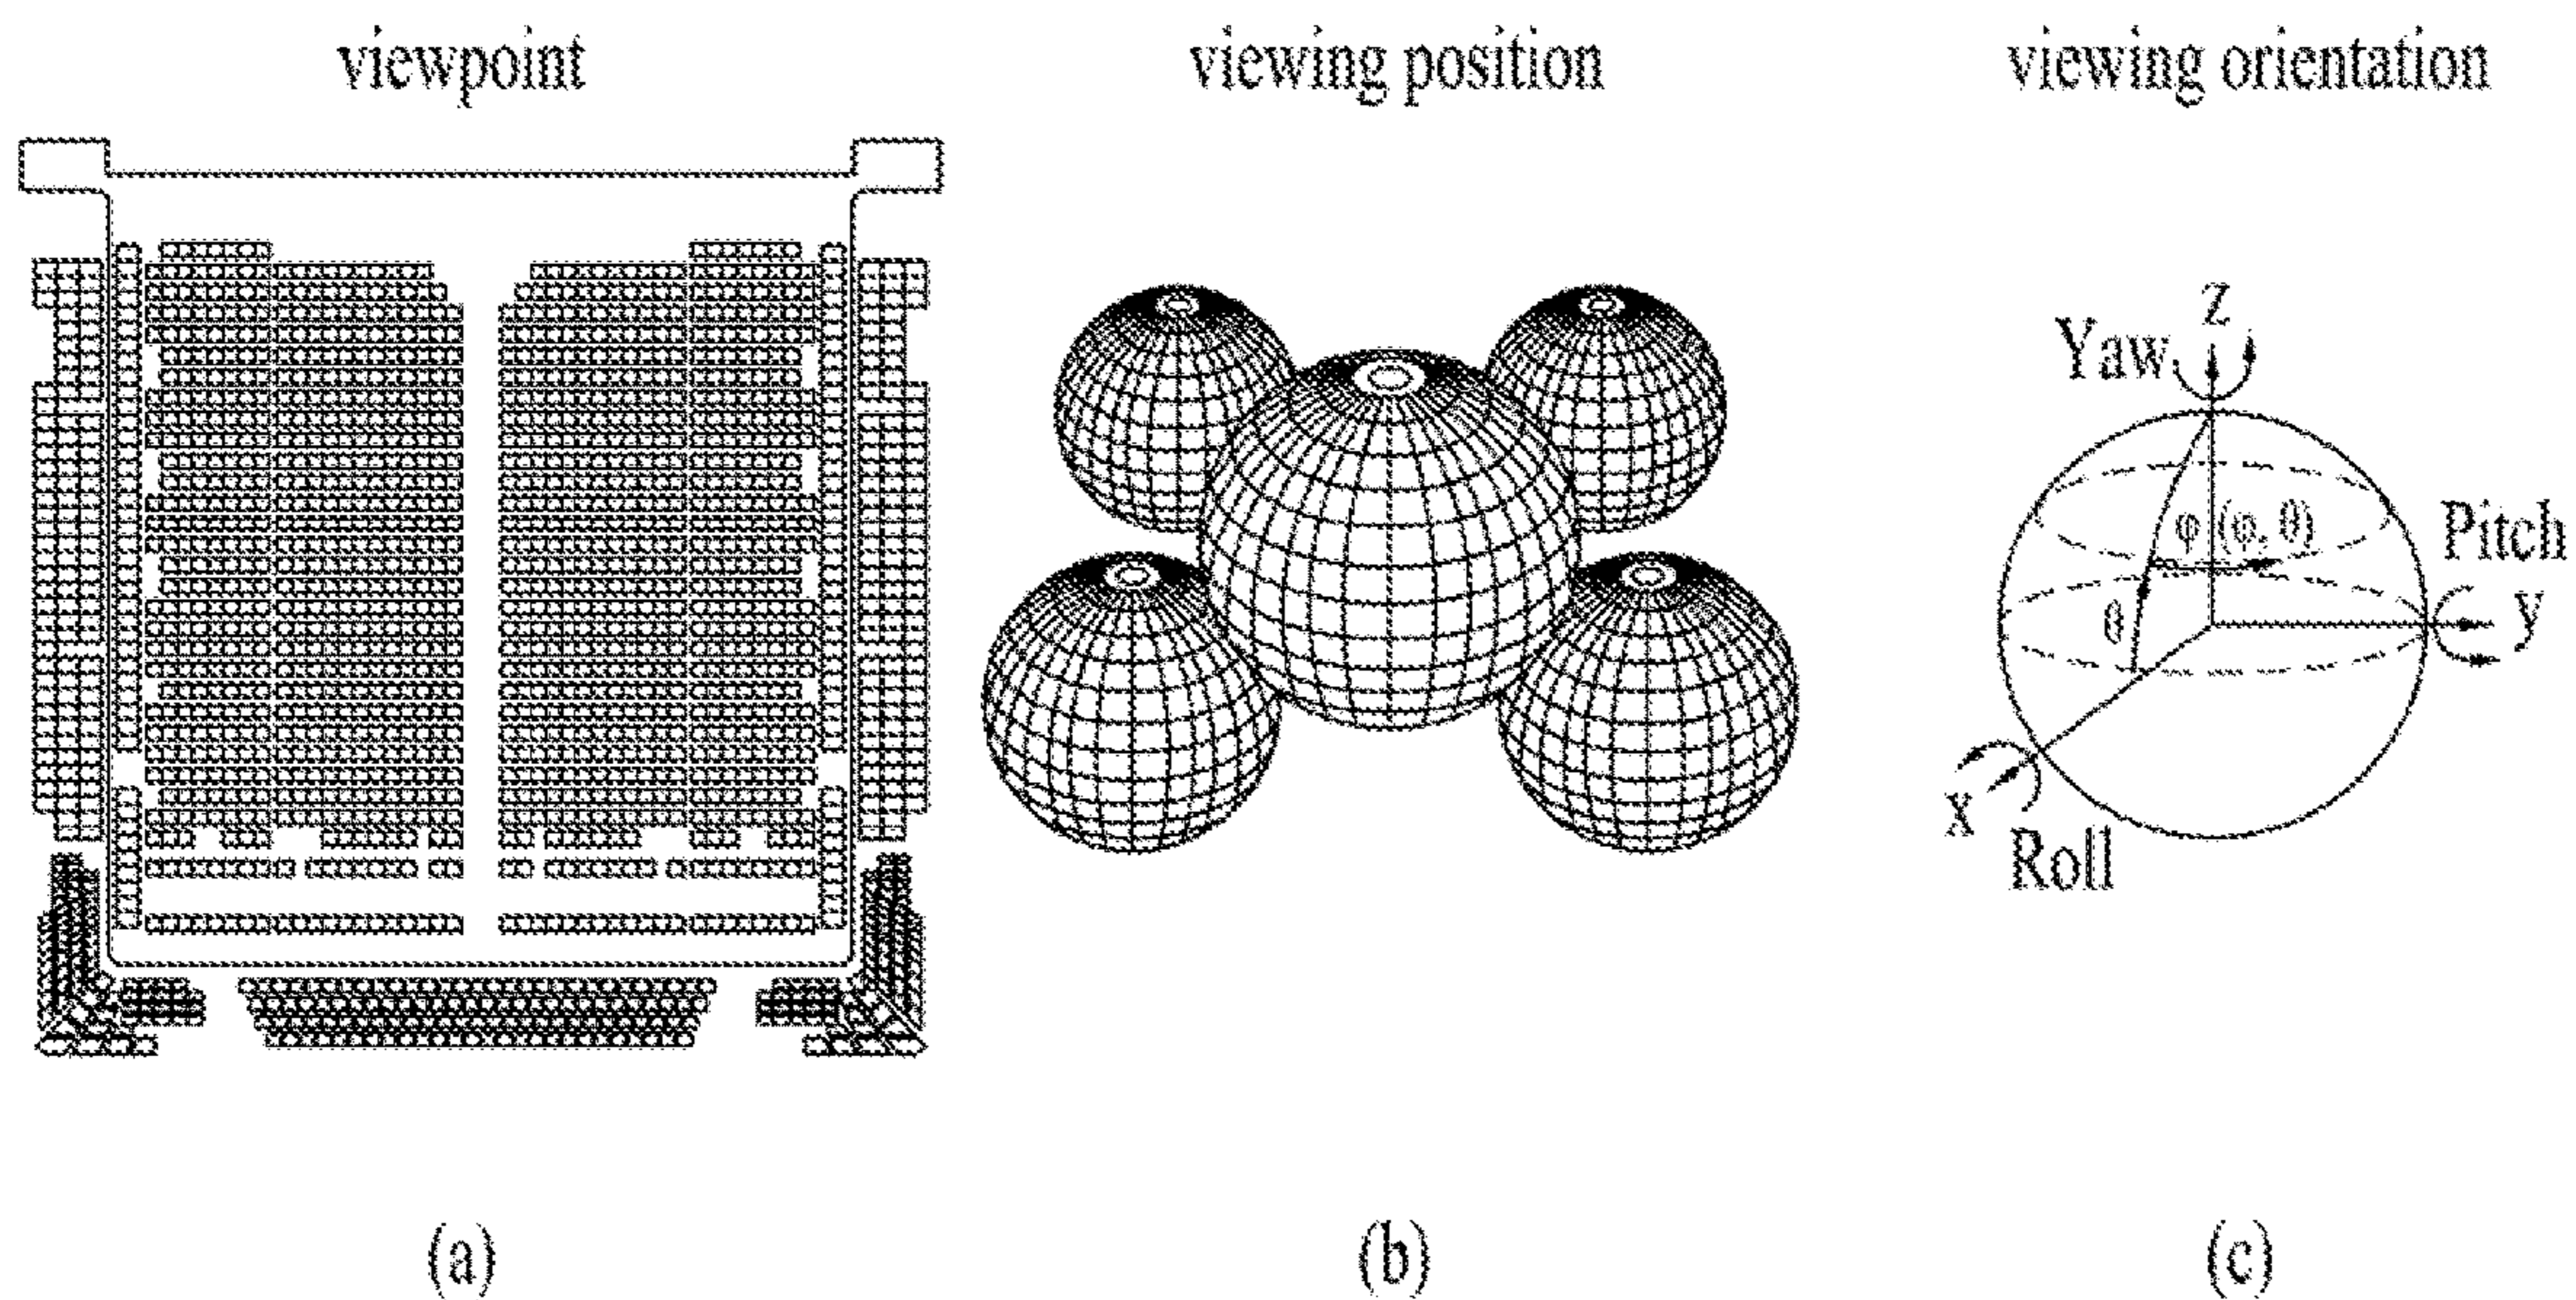 viewpoint
viewing position
viewing orientation
z
Yaw
φ (φ, θ)
Pitch
θ
y
x
Roll
(a)
(b)
(c)